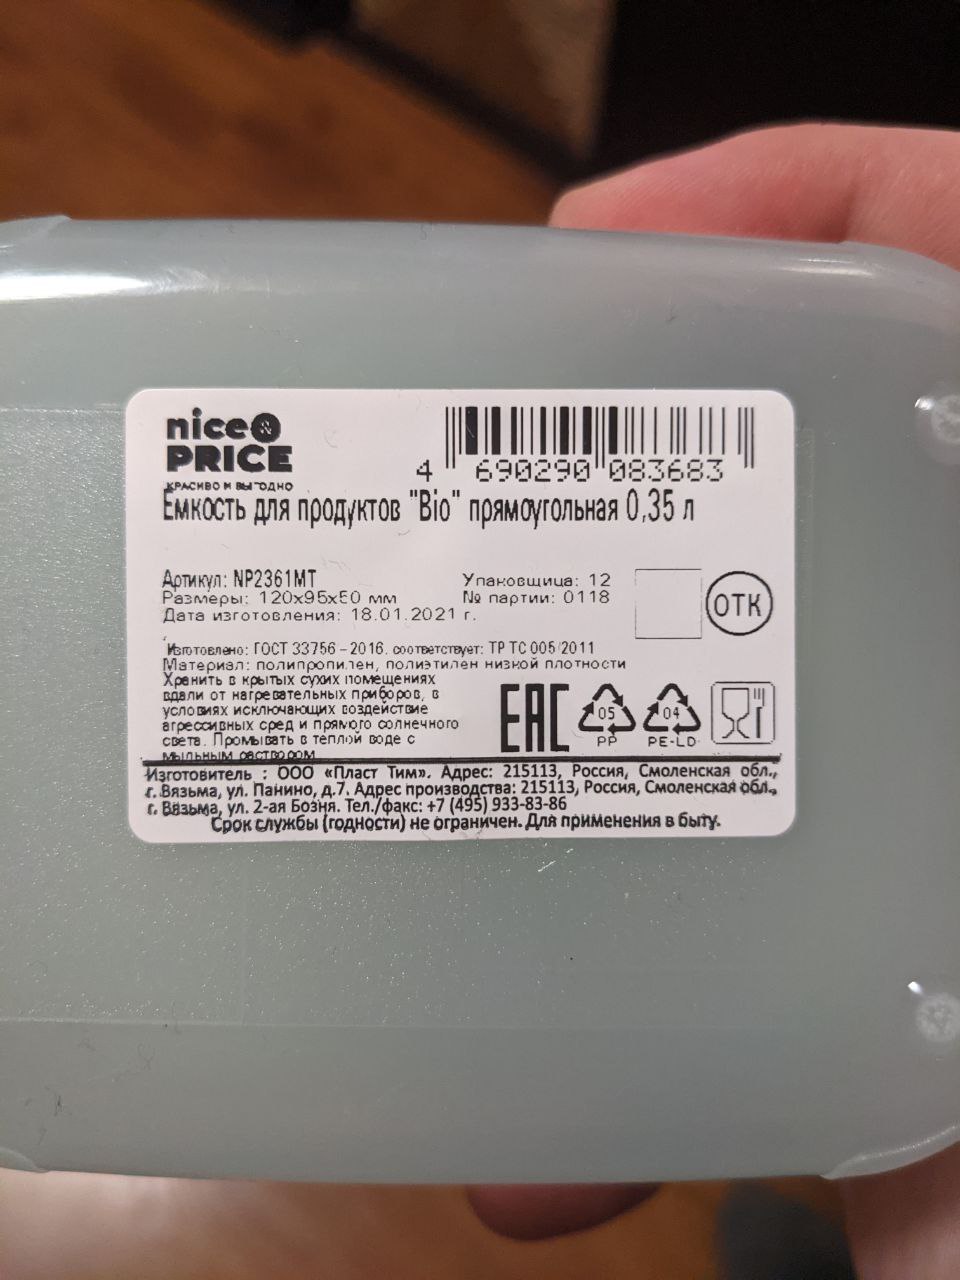 nice &
PRICE
КРАСИВО И ВЫГОДНО
4 690290 083683
Емкость для продуктов "Bio" прямоугольная 0,35 л
Артикул: NP2361MT
Размеры: 120x95x50 мм
Дата изготовления: 18.01.2021 г.
Упаковщица: 12
№ партии: 0118
ОТК
Изготовлено: ГОСТ 33756 - 2016. соответствует: ТР ТС 005/2011
Материал: полипропилен, полиэтилен низкой плотности
Хранить в крытых сухих помещениях
вдали от нагревательных приборов, в
условиях исключающих воздействие
агрессивных сред и прямого солнечного
света. Промывать в теплой воде с
мыльным раствором
EAC
05
PP
04
PE-LD
Изготовитель : ООО «Пласт Тим». Адрес: 215113, Россия, Смоленская обл.,
г. Вязьма, ул. Панино, д.7. Адрес производства: 215113, Россия, Смоленская обл.,
г. Вязьма, ул. 2-ая Бозня. Тел./факс: +7 (495) 933-83-86
Срок службы (годности) не ограничен. Для применения в быту.